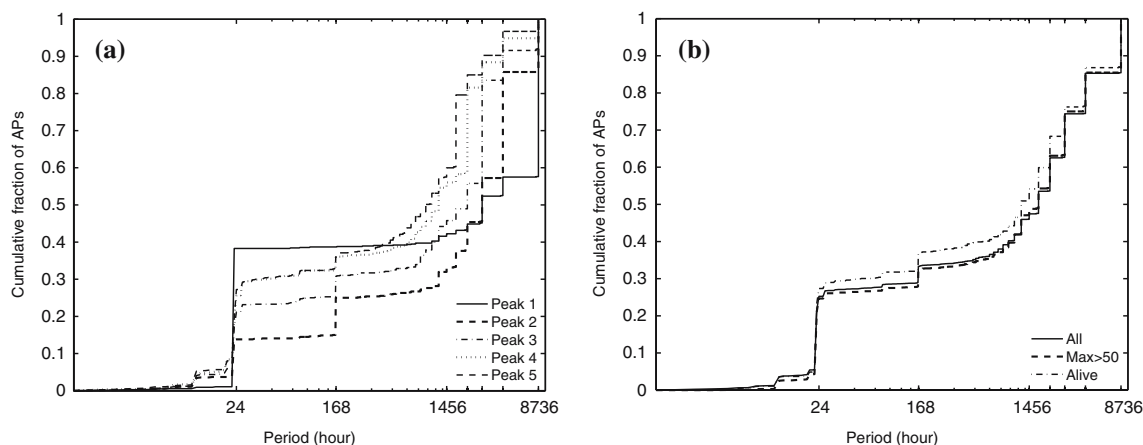 (a)
Cumulative fraction of APs
1
0.9
0.8
0.7
0.6
0.5
0.4
0.3
0.2
0.1
0
24
168
1456
8736
Period (hour)
Peak 1
Peak 2
Peak 3
Peak 4
Peak 5
(b)
Cumulative fraction of APs
1
0.9
0.8
0.7
0.6
0.5
0.4
0.3
0.2
0.1
0
24
168
1456
8736
Period (hour)
All
Max>50
Alive